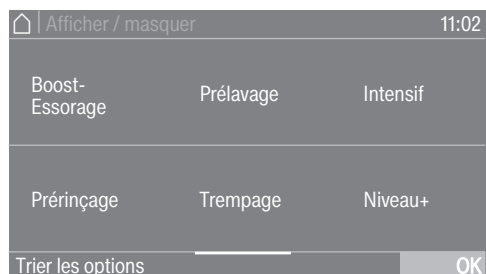 Afficher / masquer 11:02
Boost-
Essorage
Prélavage
Intensif
Prérinçage
Trempage
Niveau+
Trier les options OK